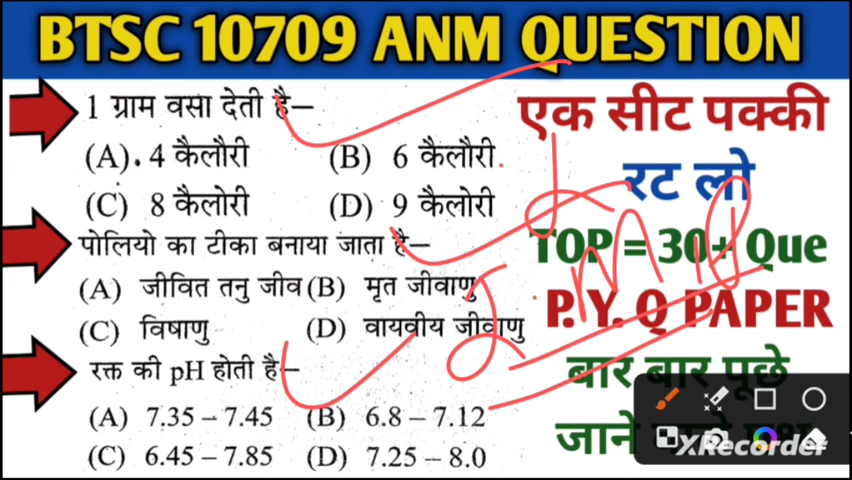 BTSC 10709 ANM QUESTION
1 ग्राम वसा देती है–
(A). 4 कैलौरी (B) 6 कैलौरी.
(C) 8 कैलोरी (D) 9 कैलोरी
पोलियो का टीका बनाया जाता है–
(A) जीवित तनु जीव (B) मृत जीवाणु
(C) विषाणु (D) वायवीय जीवाणु
रक्त की pH होती है–
(A) 7.35 – 7.45 (B) 6.8 – 7.12
(C) 6.45 – 7.85 (D) 7.25 – 8.0
एक सीट पक्की
रट लो
TOP = 30+ Que
P. Y. Q PAPER
बार बार पूछे
जाने
XRecorder